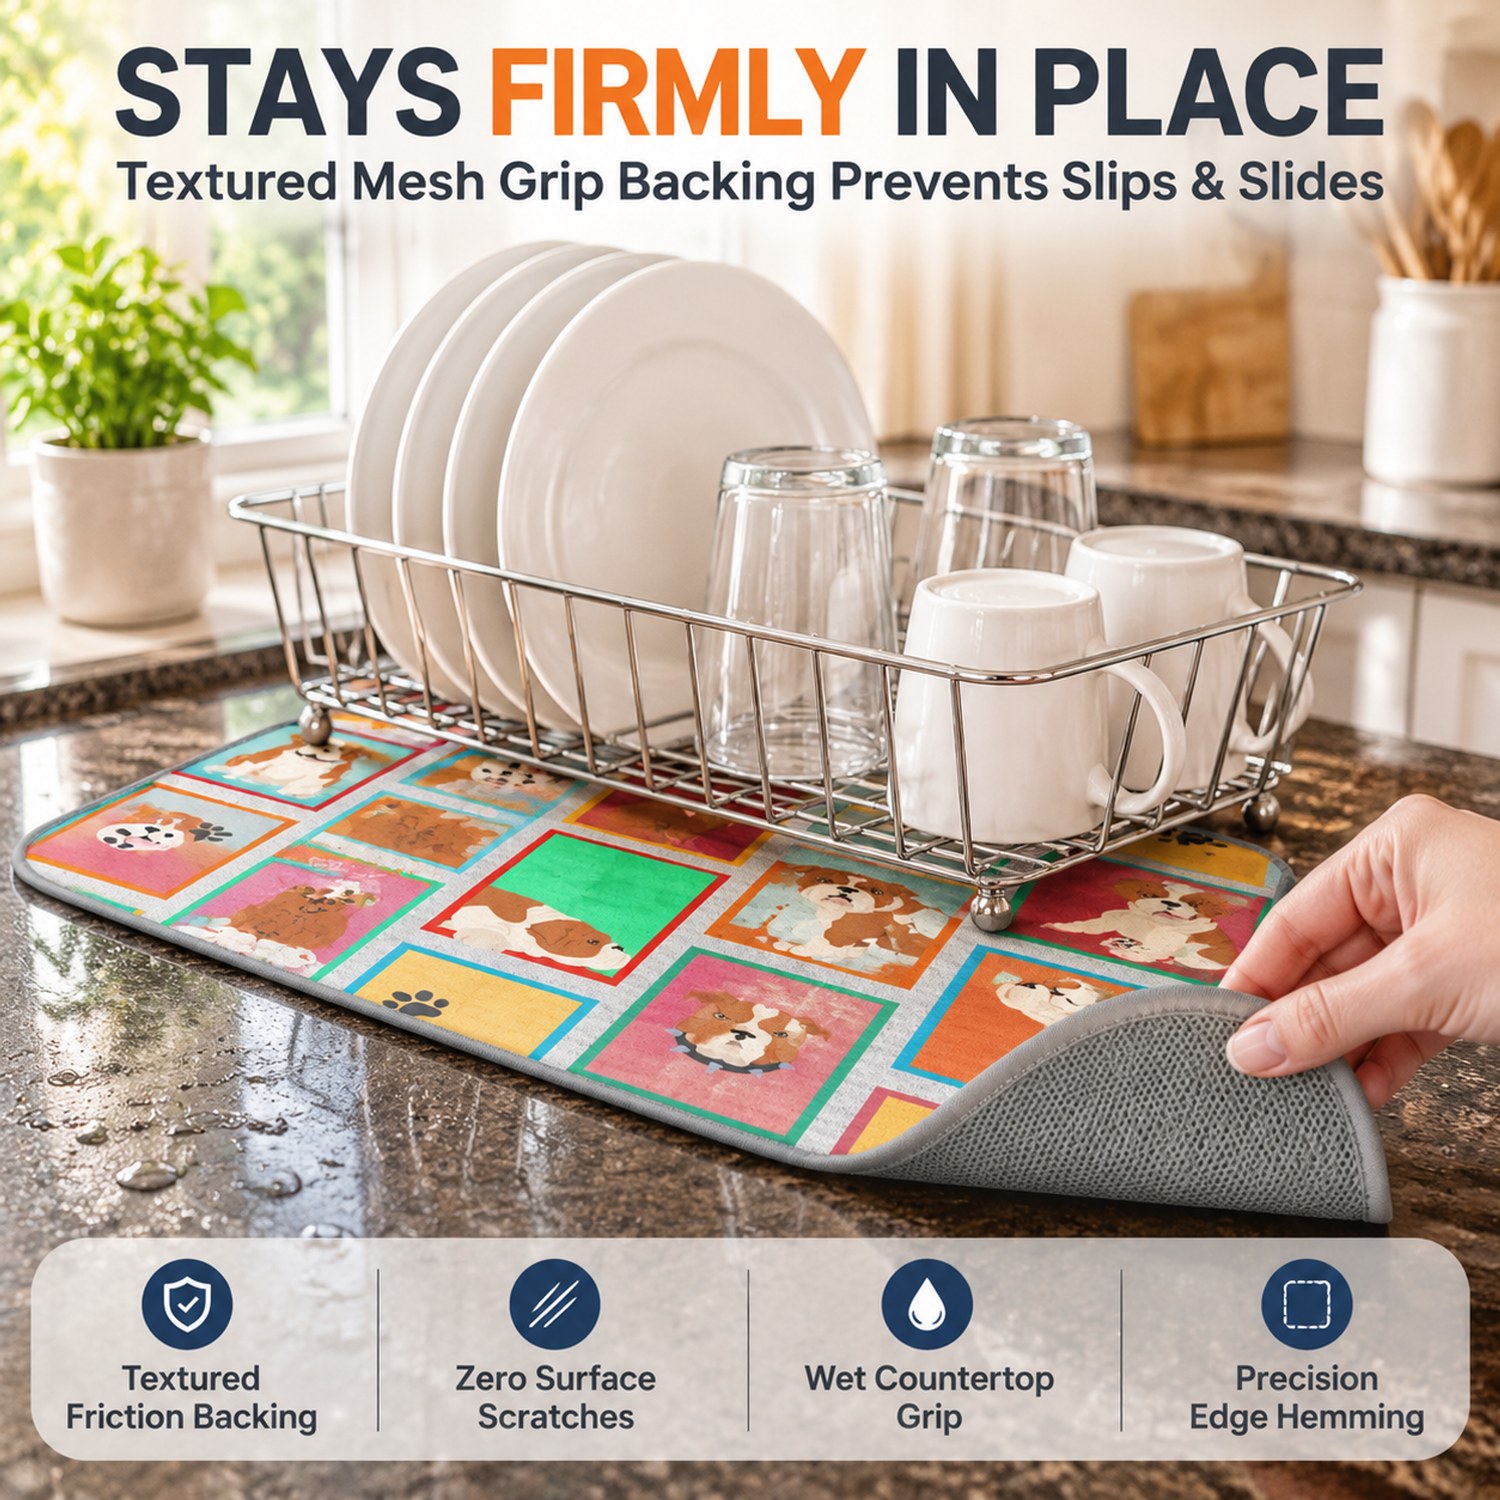 STAYS FIRMLY IN PLACE
Textured Mesh Grip Backing Prevents Slips & Slides
Textured
Friction Backing
Zero Surface
Scratches
Wet Countertop
Grip
Precision
Edge Hemming